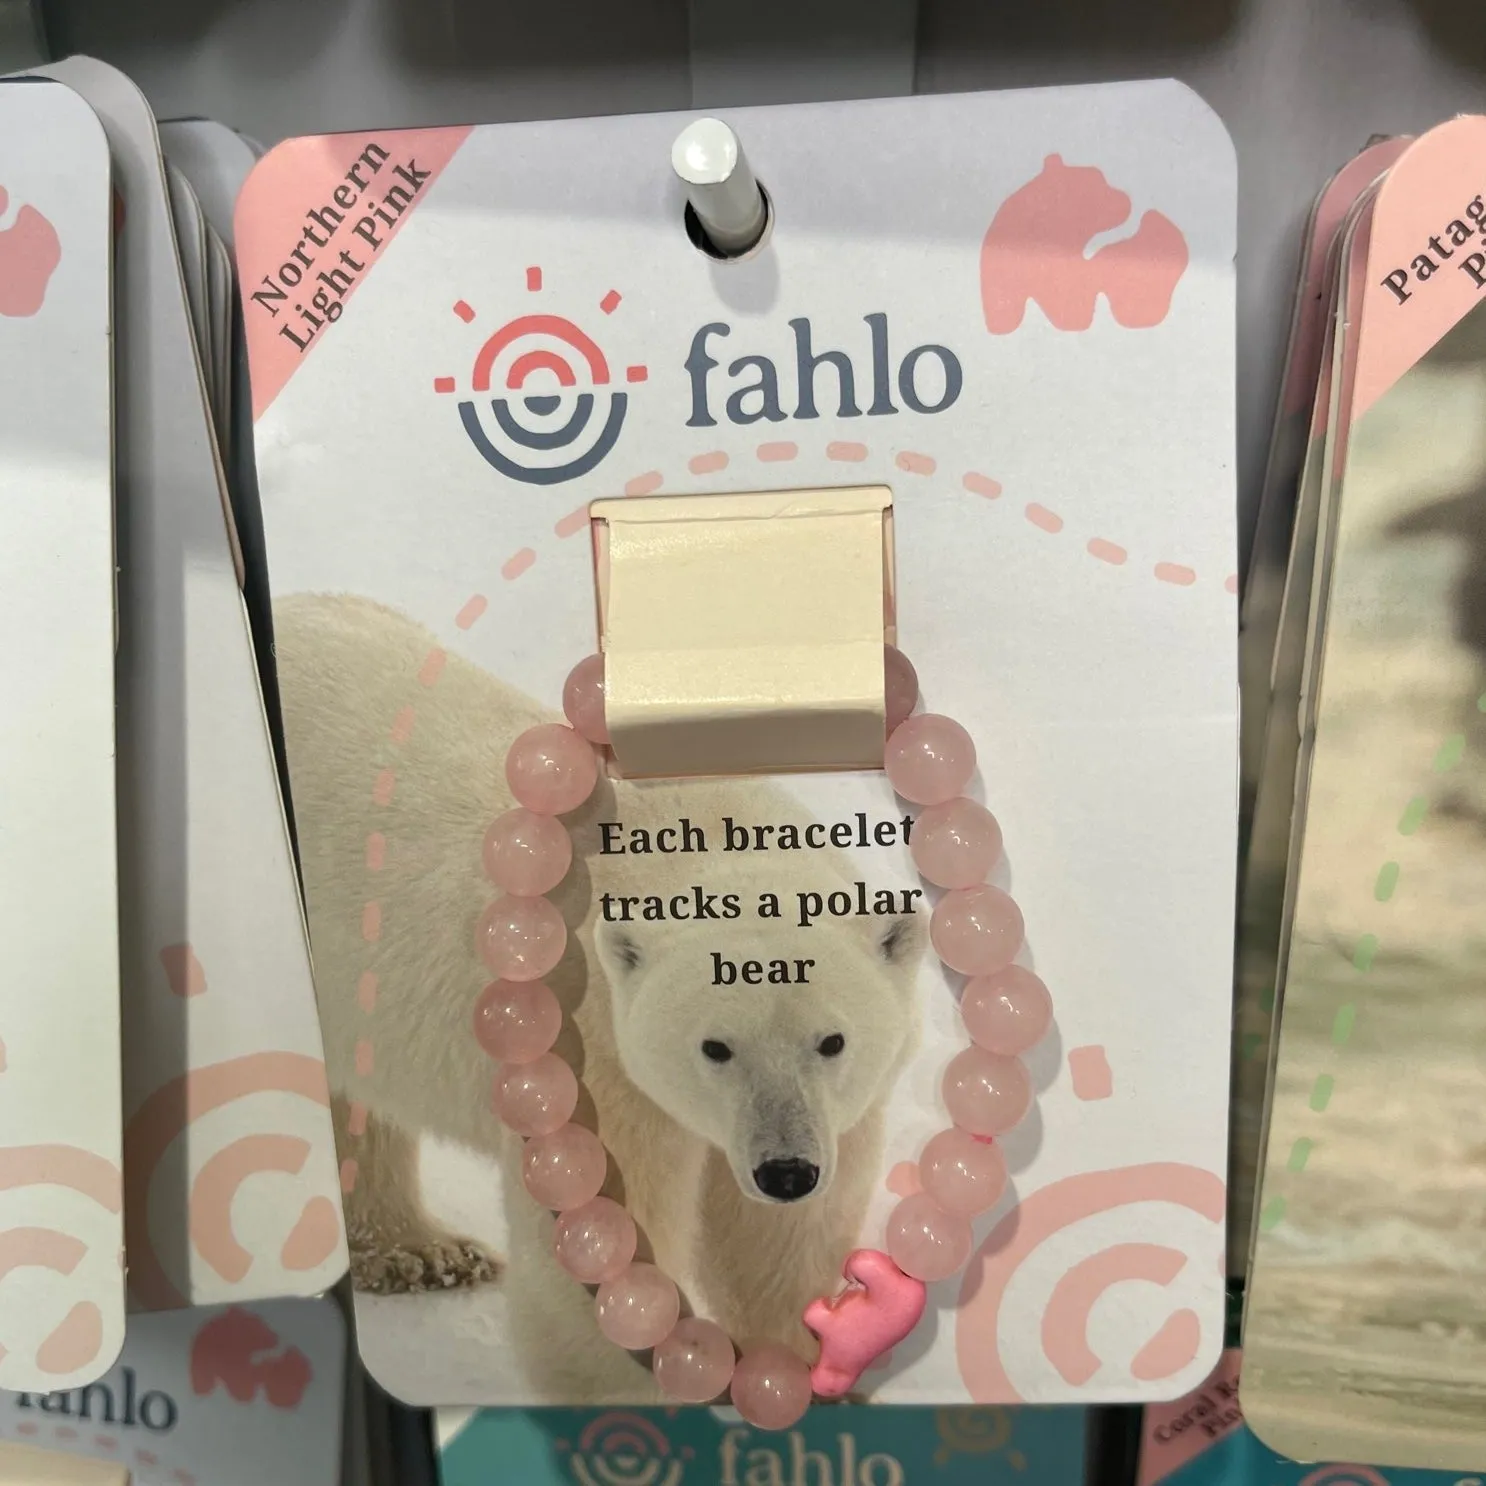 Northern
Light Pink
fahlo
Each bracelet
tracks a polar
bear
fahlo
fahlo